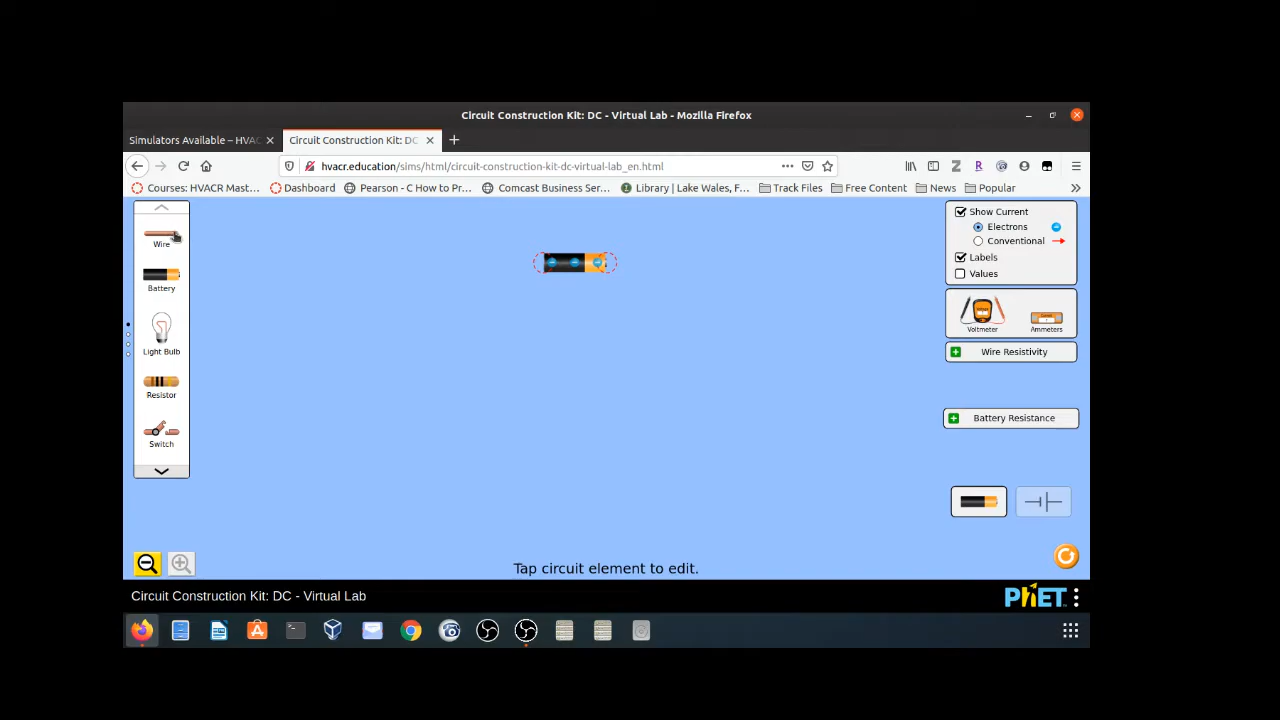 Circuit Construction Kit: DC - Virtual Lab - Mozilla Firefox
Simulators Available – HVAC
Circuit Construction Kit: DC
hvacr.education/sims/html/circuit-construction-kit-dc-virtual-lab_en.html
Courses: HVACR Mast... Dashboard Pearson - C How to Pr... Comcast Business Ser... Library | Lake Wales, F... Track Files Free Content News Popular
Wire
Battery
Light Bulb
Resistor
Switch
Show Current
Electrons
Conventional
Labels
Values
Voltmeter Ammeters
Wire Resistivity
Battery Resistance
Tap circuit element to edit.
Circuit Construction Kit: DC - Virtual Lab
PhET